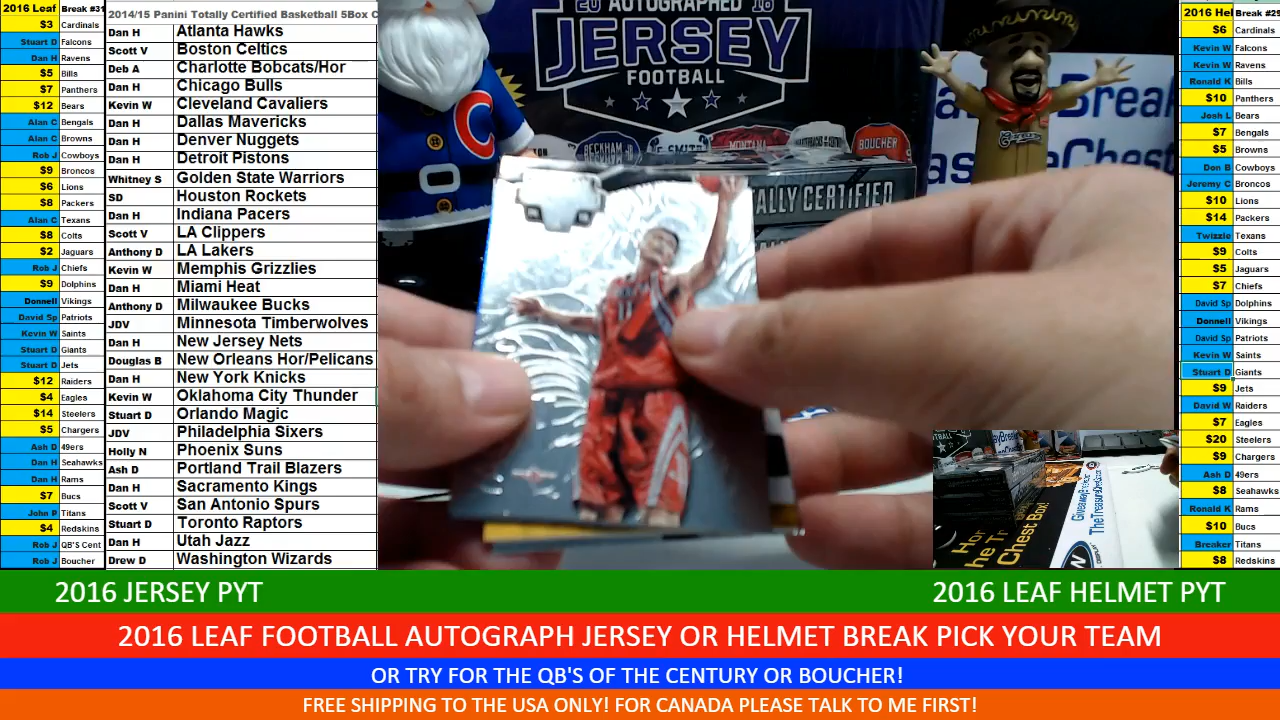 2016 Leaf Break #31
$3 Cardinals
Stuart D Falcons
Dan H Ravens
$5 Bills
$7 Panthers
$12 Bears
Alan C Bengals
Alan C Browns
Rob J Cowboys
$9 Broncos
$6 Lions
$8 Packers
Alan C Texans
$8 Colts
$2 Jaguars
Rob J Chiefs
$9 Dolphins
Donnell Vikings
David Sp Patriots
Kevin W Saints
Stuart D Giants
Stuart D Jets
$12 Raiders
$4 Eagles
$14 Steelers
$5 Chargers
Ash D 49ers
Dan H Seahawks
Dan H Rams
$7 Bucs
John P Titans
$4 Redskins
Rob J QB'S Cent
Rob J Boucher
2014/15 Panini Totally Certified Basketball 5Box C
Dan H Atlanta Hawks
Scott V Boston Celtics
Deb A Charlotte Bobcats/Hor
Dan H Chicago Bulls
Kevin W Cleveland Cavaliers
Dan H Dallas Mavericks
Dan H Denver Nuggets
Dan H Detroit Pistons
Whitney S Golden State Warriors
SD Houston Rockets
Dan H Indiana Pacers
Scott V LA Clippers
Anthony D LA Lakers
Kevin W Memphis Grizzlies
Dan H Miami Heat
Anthony D Milwaukee Bucks
JDV Minnesota Timberwolves
Dan H New Jersey Nets
Douglas B New Orleans Hor/Pelicans
Dan H New York Knicks
Kevin W Oklahoma City Thunder
Stuart D Orlando Magic
JDV Philadelphia Sixers
Holly N Phoenix Suns
Ash D Portland Trail Blazers
Dan H Sacramento Kings
Scott V San Antonio Spurs
Stuart D Toronto Raptors
Dan H Utah Jazz
Drew D Washington Wizards
20 AUTOGRAPHED 16
JERSEY
FOOTBALL
BECKHAM JR
E. SMITH
MONTANA
BOUCHER
ALLY CERTIFIED
2016 Hel Break #29
$6 Cardinals
Kevin W Falcons
Kevin W Ravens
Ronald K Bills
$10 Panthers
Josh L Bears
$7 Bengals
$5 Browns
Don B Cowboys
Jeremy C Broncos
$10 Lions
$14 Packers
Twizzle Texans
$9 Colts
$5 Jaguars
$7 Chiefs
David Sp Dolphins
Donnell Vikings
David Sp Patriots
Kevin W Saints
Stuart D Giants
$9 Jets
David W Raiders
$7 Eagles
$20 Steelers
$9 Chargers
Ash D 49ers
$8 Seahawks
Ronald K Rams
$10 Bucs
Breaker Titans
$8 Redskins
Chest Box!
2016 JERSEY PYT
2016 LEAF HELMET PYT
2016 LEAF FOOTBALL AUTOGRAPH JERSEY OR HELMET BREAK PICK YOUR TEAM
OR TRY FOR THE QB'S OF THE CENTURY OR BOUCHER!
FREE SHIPPING TO THE USA ONLY! FOR CANADA PLEASE TALK TO ME FIRST!